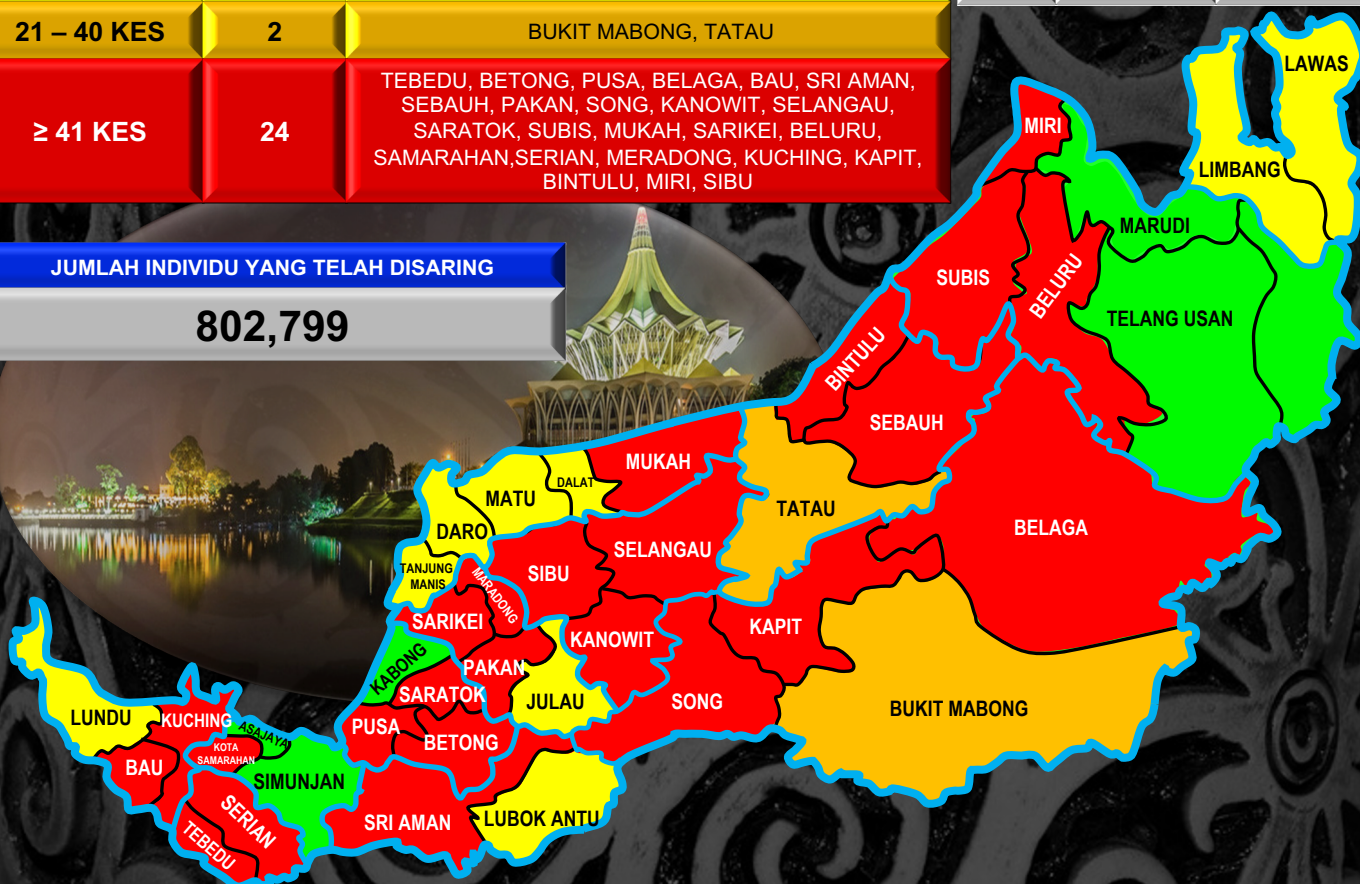 21 – 40 KES
2
BUKIT MABONG, TATAU
≥ 41 KES
24
TEBEDU, BETONG, PUSA, BELAGA, BAU, SRI AMAN,
SEBAUH, PAKAN, SONG, KANOWIT, SELANGAU,
SARATOK, SUBIS, MUKAH, SARIKEI, BELURU,
SAMARAHAN,SERIAN, MERADONG, KUCHING, KAPIT,
BINTULU, MIRI, SIBU
JUMLAH INDIVIDU YANG TELAH DISARING
802,799
LAWAS
MIRI
LIMBANG
MARUDI
SUBIS
BELURU
TELANG USAN
BINTULU
SEBAUH
MUKAH
DALAT
MATU
TATAU
DARO
BELAGA
SELANGAU
SIBU
TANJUNG
MANIS
MARADONG
SARIKEI
KAPIT
KANOWIT
KABONG
PAKAN
SARATOK
JULAU
SONG
BUKIT MABONG
LUNDU
KUCHING
ASAJAYA
PUSA
BETONG
KOTA
SAMARAHAN
BAU
SIMUNJAN
SERIAN
SRI AMAN
LUBOK ANTU
TEBEDU